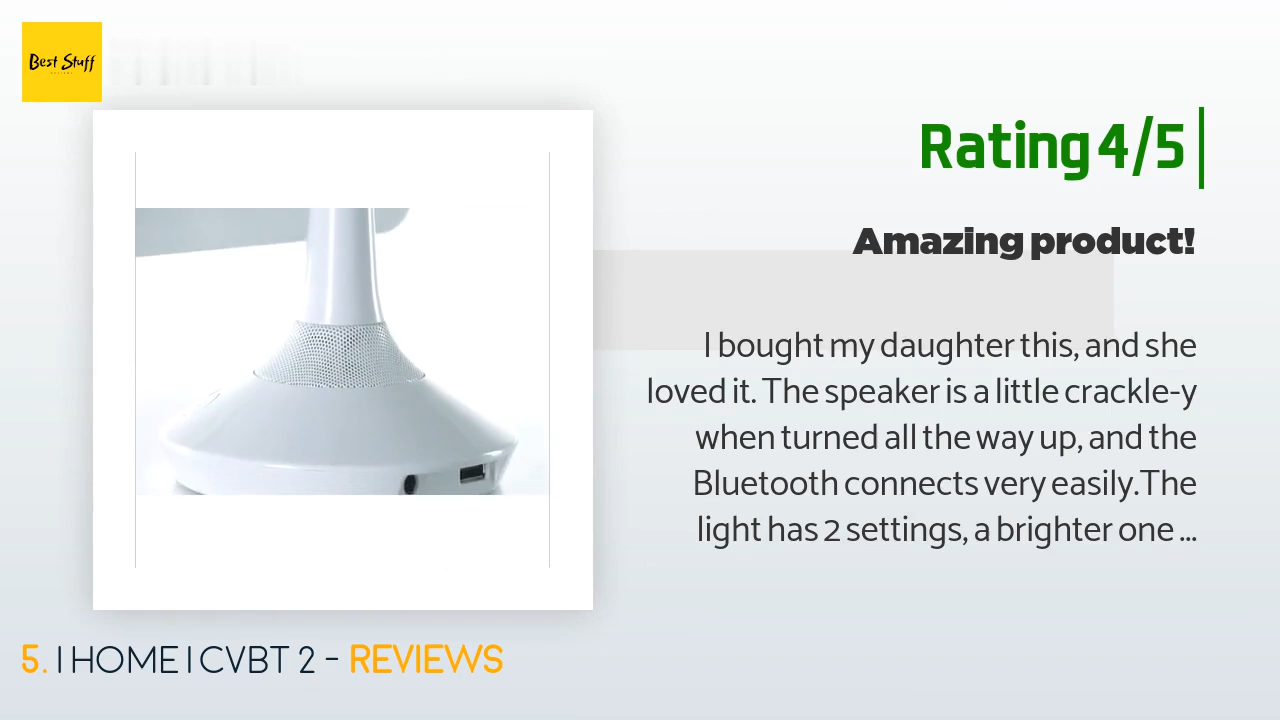 Best Stuff
Rating 4/5
Amazing product!
I bought my daughter this, and she
loved it. The speaker is a little crackle-y
when turned all the way up, and the
Bluetooth connects very easily.The
light has 2 settings, a brighter one ...
5. I HOME I CVBT 2 - REVIEWS